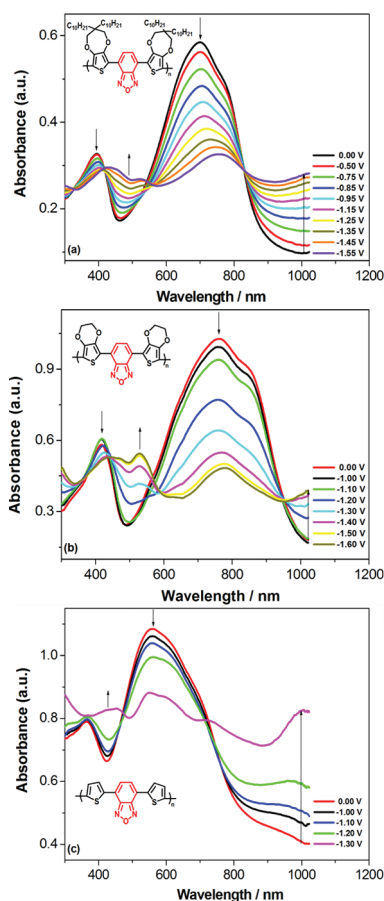 C10H21 C10H21 C10H21 C10H21
O O O O
S S n
N O N
0.6
0.4
0.2
Absorbance (a.u.)
0.00 V
-0.50 V
-0.75 V
-0.85 V
-0.95 V
-1.15 V
-1.25 V
-1.35 V
-1.45 V
-1.55 V
(a)
400 600 800 1000 1200
Wavelength / nm
O O O O
S S n
N O N
0.9
0.6
0.3
Absorbance (a.u.)
0.00 V
-1.00 V
-1.10 V
-1.20 V
-1.30 V
-1.40 V
-1.50 V
-1.60 V
(b)
400 600 800 1000 1200
Wavelength / nm
1.0
0.8
0.6
0.4
Absorbance (a.u.)
S S n
N O N
0.00 V
-1.00 V
-1.10 V
-1.20 V
-1.30 V
(c)
400 600 800 1000 1200
Wavelength / nm